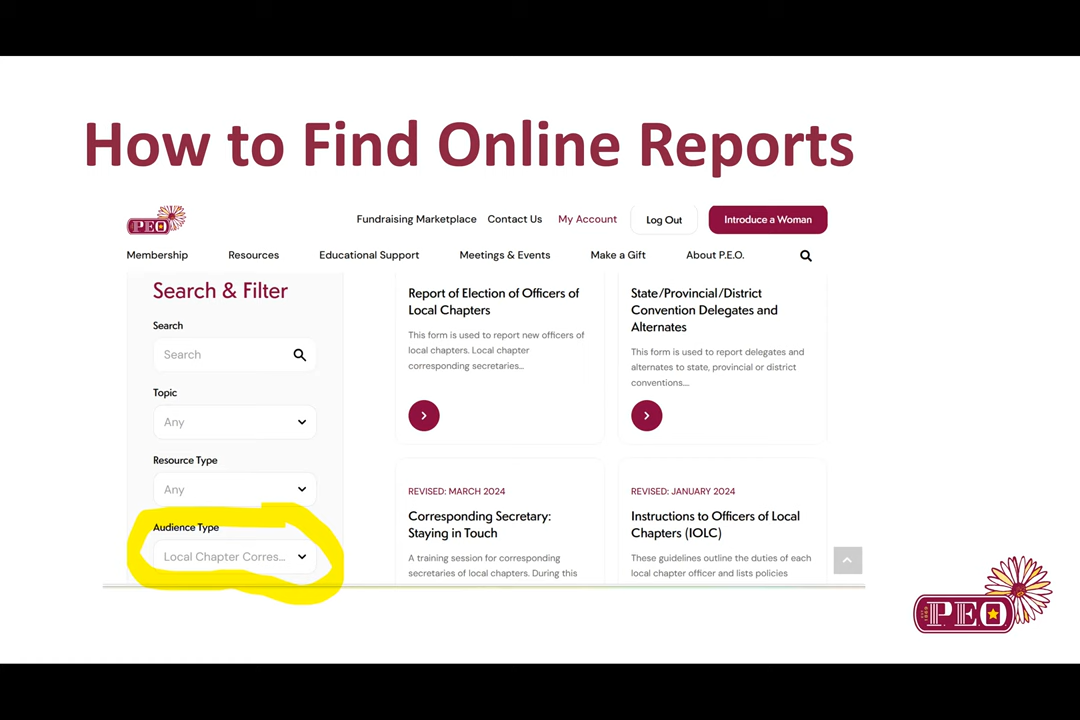 How to Find Online Reports
PEO
Fundraising Marketplace Contact Us My Account Log Out Introduce a Woman
Membership Resources Educational Support Meetings & Events Make a Gift About P.E.O.
Search & Filter
Search
Search
Topic
Any
Resource Type
Any
Audience Type
Local Chapter Corres...
Report of Election of Officers of
Local Chapters
This form is used to report new officers of
local chapters. Local chapter
corresponding secretaries...
State/Provincial/District
Convention Delegates and
Alternates
This form is used to report delegates and
alternates to state, provincial or district
conventions....
REVISED: MARCH 2024
Corresponding Secretary:
Staying in Touch
A training session for corresponding
secretaries of local chapters. During this
REVISED: JANUARY 2024
Instructions to Officers of Local
Chapters (IOLC)
These guidelines outline the duties of each
local chapter officer and lists policies
PEO